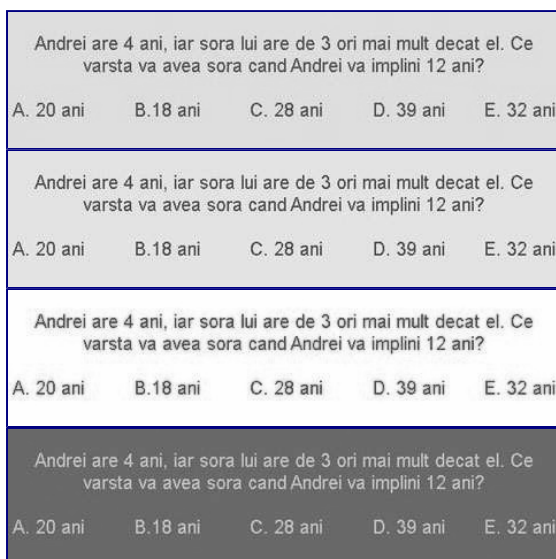 Andrei are 4 ani, iar sora lui are de 3 ori mai mult decat el. Ce
varsta va avea sora cand Andrei va implini 12 ani?
A. 20 ani B.18 ani C. 28 ani D. 39 ani E. 32 ani
Andrei are 4 ani, iar sora lui are de 3 ori mai mult decat el. Ce
varsta va avea sora cand Andrei va implini 12 ani?
A. 20 ani B.18 ani C. 28 ani D. 39 ani E. 32 ani
Andrei are 4 ani, iar sora lui are de 3 ori mai mult decat el. Ce
varsta va avea sora cand Andrei va implini 12 ani?
A. 20 ani B.18 ani C. 28 ani D. 39 ani E. 32 ani
Andrei are 4 ani, iar sora lui are de 3 ori mai mult decat el. Ce
varsta va avea sora cand Andrei va implini 12 ani?
A. 20 ani B.18 ani C. 28 ani D. 39 ani E. 32 ani